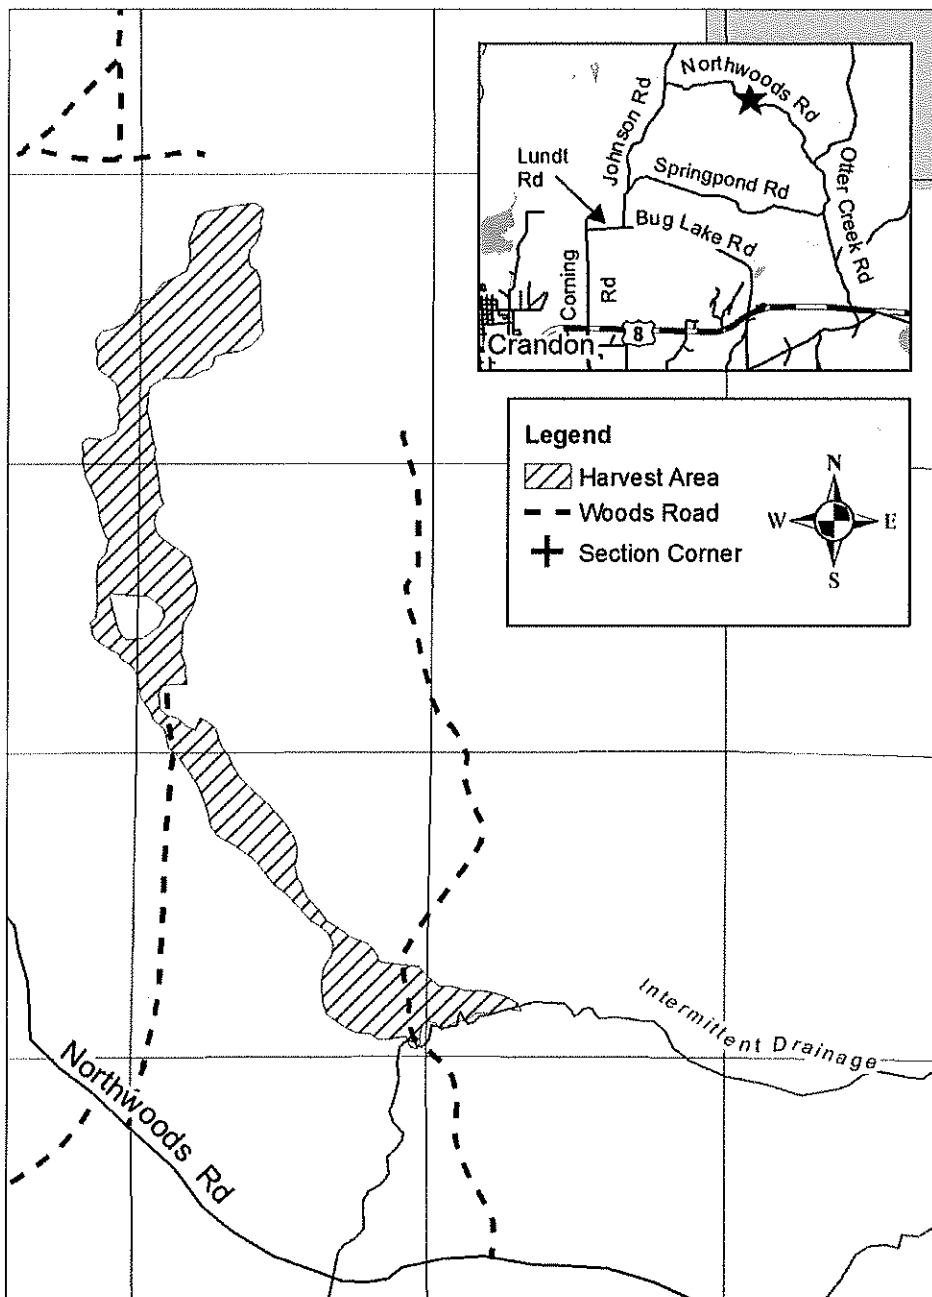 Northwoods Rd
Johnson Rd
Lundt
Rd
Springpond Rd
Otter Creek Rd
Bug Lake Rd
Corning
Rd
8
Crandon
Legend
Harvest Area
Woods Road
Section Corner
N
W
E
S
Intermittent Drainage
Northwoods Rd